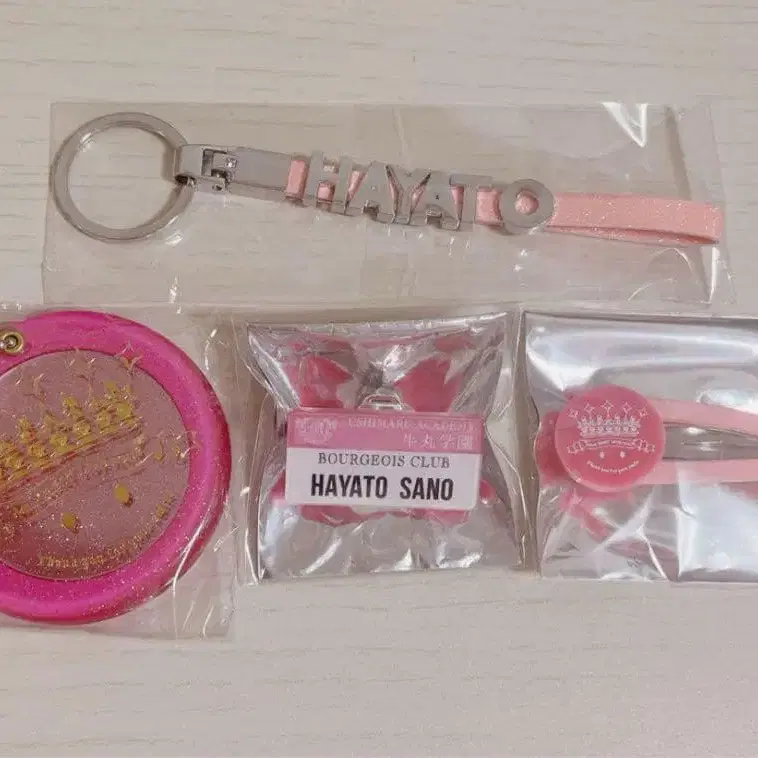 HAYATO
USHIMARU ACADEMY
牛丸学園
BOURGEOIS CLUB
HAYATO SANO